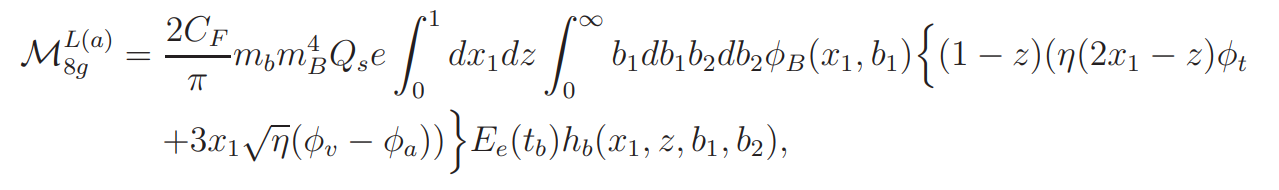 \mathcal{M}_{8g}^{L(a)} = \frac{2C_F}{\pi} m_b m_B^4 Q_s e \int_0^1 dx_1 dz \int_0^\infty b_1 db_1 b_2 db_2 \phi_B(x_1, b_1) \Big\{ (1 - z)(\eta(2x_1 - z)\phi_t
+3x_1 \sqrt{\eta}(\phi_v - \phi_a)) \Big\} E_e(t_b) h_b(x_1, z, b_1, b_2),